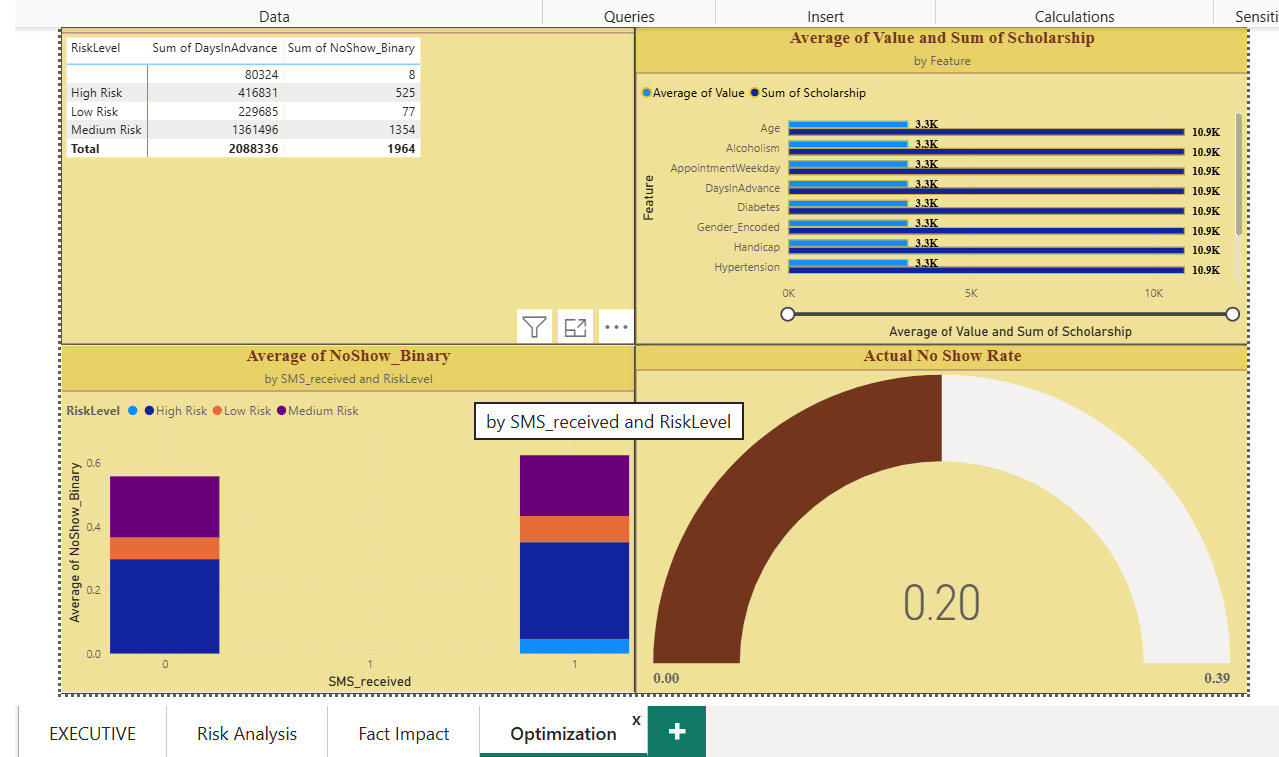 Data Queries Insert Calculations Sensiti
RiskLevel Sum of DaysInAdvance Sum of NoShow_Binary
80324 8
High Risk 416831 525
Low Risk 229685 77
Medium Risk 1361496 1354
Total 2088336 1964
Average of Value and Sum of Scholarship
by Feature
Average of Value Sum of Scholarship
Feature
Age 3.3K 10.9K
Alcoholism 3.3K 10.9K
AppointmentWeekday 3.3K 10.9K
DaysInAdvance 3.3K 10.9K
Diabetes 3.3K 10.9K
Gender_Encoded 3.3K 10.9K
Handicap 3.3K 10.9K
Hypertension 3.3K 10.9K
0K 5K 10K
Average of Value and Sum of Scholarship
Average of NoShow_Binary
by SMS_received and RiskLevel
RiskLevel High Risk Low Risk Medium Risk
by SMS_received and RiskLevel
Average of NoShow_Binary
0.6
0.4
0.2
0.0
0 1 1
SMS_received
Actual No Show Rate
0.20
0.00 0.39
EXECUTIVE Risk Analysis Fact Impact Optimization x +